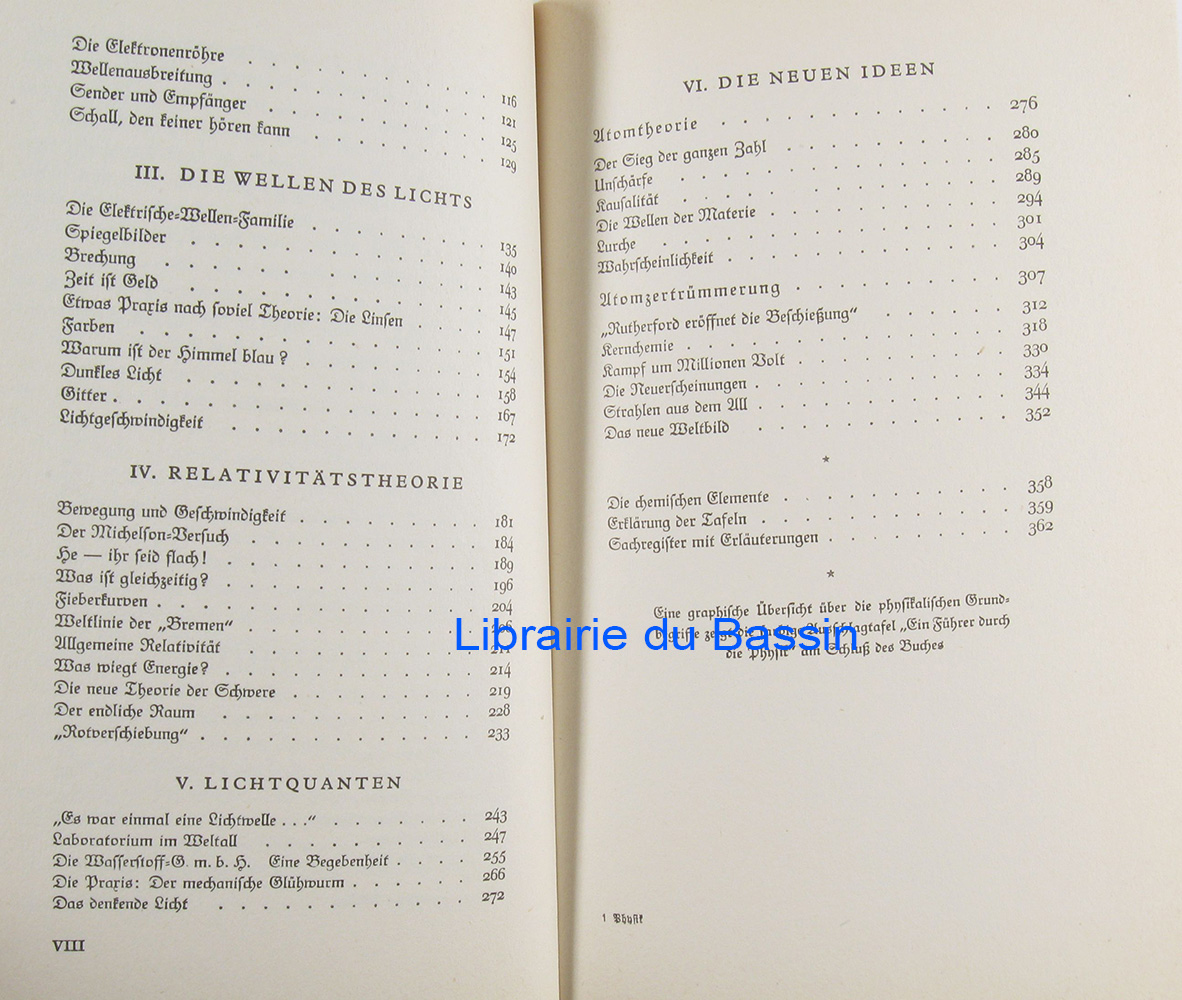 Die Elektronenröhre . . . . . . . . 116
Wellenausbreitung . . . . . . . . 121
Sender und Empfänger . . . . . . . . 125
Schall, den keiner hören kann . . . . . . . . 129
III. DIE WELLEN DES LICHTS
Die Elektrische-Wellen-Familie . . . . . . . . 135
Spiegelbilder . . . . . . . . 140
Brechung . . . . . . . . 143
Zeit ist Geld . . . . . . . . 145
Etwas Praxis nach soviel Theorie: Die Linsen . . . . 147
Farben . . . . . . . . 151
Warum ist der Himmel blau? . . . . . . . . 154
Dunkles Licht . . . . . . . . 158
Gitter . . . . . . . . 167
Lichtgeschwindigkeit . . . . . . . . 172
IV. RELATIVITÄTSTHEORIE
Bewegung und Geschwindigkeit . . . . . . . . 181
Der Michelson-Versuch . . . . . . . . 184
He — ihr seid flach! . . . . . . . . 189
Was ist gleichzeitig? . . . . . . . . 196
Fieberkurven . . . . . . . . 204
Weltlinie der „Bremen“ . . . . . . . .
Allgemeine Relativität . . . . . . . . 211
Was wiegt Energie? . . . . . . . . 214
Die neue Theorie der Schwere . . . . . . . . 219
Der endliche Raum . . . . . . . . 228
„Rotverschiebung“ . . . . . . . . 233
V. LICHTQUANTEN
„Es war einmal eine Lichtwelle . . .“ . . . . . . . 243
Laboratorium im Weltall . . . . . . . . 247
Die Wasserstoff-G. m. b. H. Eine Begebenheit . . . . 255
Die Praxis: Der mechanische Glühwurm . . . . . . 266
Das denkende Licht . . . . . . . . 272
VIII
VI. DIE NEUEN IDEEN
Atomtheorie . . . . . . . . 276
Der Sieg der ganzen Zahl . . . . . . . . 280
Unschärfe . . . . . . . . 285
Kausalität . . . . . . . . 289
Die Wellen der Materie . . . . . . . . 294
Lurche . . . . . . . . 301
Wahrscheinlichkeit . . . . . . . . 304
Atomzertrümmerung . . . . . . . . 307
„Rutherford eröffnet die Beschießung“ . . . . . . 312
Kernchemie . . . . . . . . 318
Kampf um Millionen Volt . . . . . . . . 330
Die Neuerscheinungen . . . . . . . . 334
Strahlen aus dem All . . . . . . . . 344
Das neue Weltbild . . . . . . . . 352
*
Die chemischen Elemente . . . . . . . . 358
Erklärung der Tafeln . . . . . . . . 359
Sachregister mit Erläuterungen . . . . . . . . 362
*
Eine graphische Übersicht über die physikalischen Grund-
begriffe zeigt die farbige Ausschlagtafel „Ein Führer durch
die Physik“ am Schluß des Buches
1 Physik
Librairie du Bassin